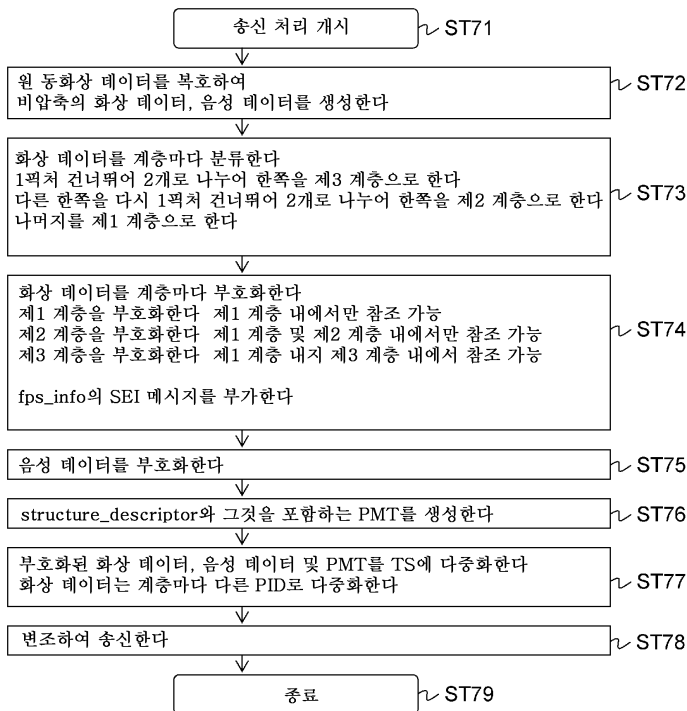 송신 처리 개시
ST71
원 동화상 데이터를 복호하여
비압축의 화상 데이터, 음성 데이터를 생성한다
ST72
화상 데이터를 계층마다 분류한다
1픽처 건너뛰어 2개로 나누어 한쪽을 제3 계층으로 한다
다른 한쪽을 다시 1픽처 건너뛰어 2개로 나누어 한쪽을 제2 계층으로 한다
나머지를 제1 계층으로 한다
ST73
화상 데이터를 계층마다 부호화한다
제1 계층을 부호화한다 제1 계층 내에서만 참조 가능
제2 계층을 부호화한다 제1 계층 및 제2 계층 내에서만 참조 가능
제3 계층을 부호화한다 제1 계층 내지 제3 계층 내에서 참조 가능
fps_info의 SEI 메시지를 부가한다
ST74
음성 데이터를 부호화한다
ST75
structure_descriptor와 그것을 포함하는 PMT를 생성한다
ST76
부호화된 화상 데이터, 음성 데이터 및 PMT를 TS에 다중화한다
화상 데이터는 계층마다 다른 PID로 다중화한다
ST77
변조하여 송신한다
ST78
종료
ST79